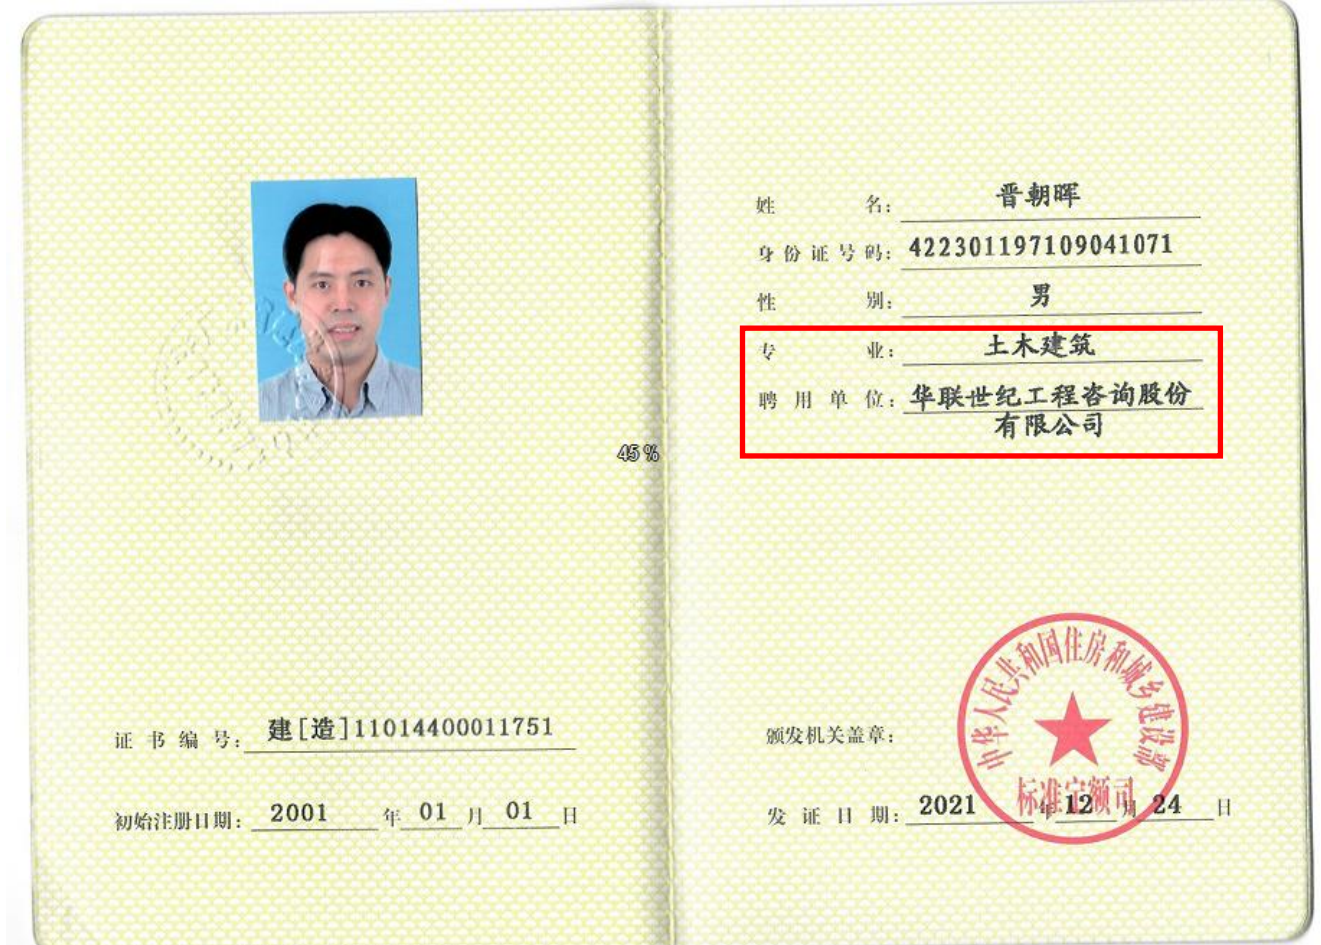 姓名: 晋朝晖
身份证号码: 422301197109041071
性别: 男
专业: 土木建筑
聘用单位: 华联世纪工程咨询股份
有限公司
45%
证书编号: 建[造]11014400011751
初始注册日期: 2001年01月01日
颁发机关盖章:
中华人民共和国住房和城乡建设部
标准定额司
发证日期: 2021年12月24日